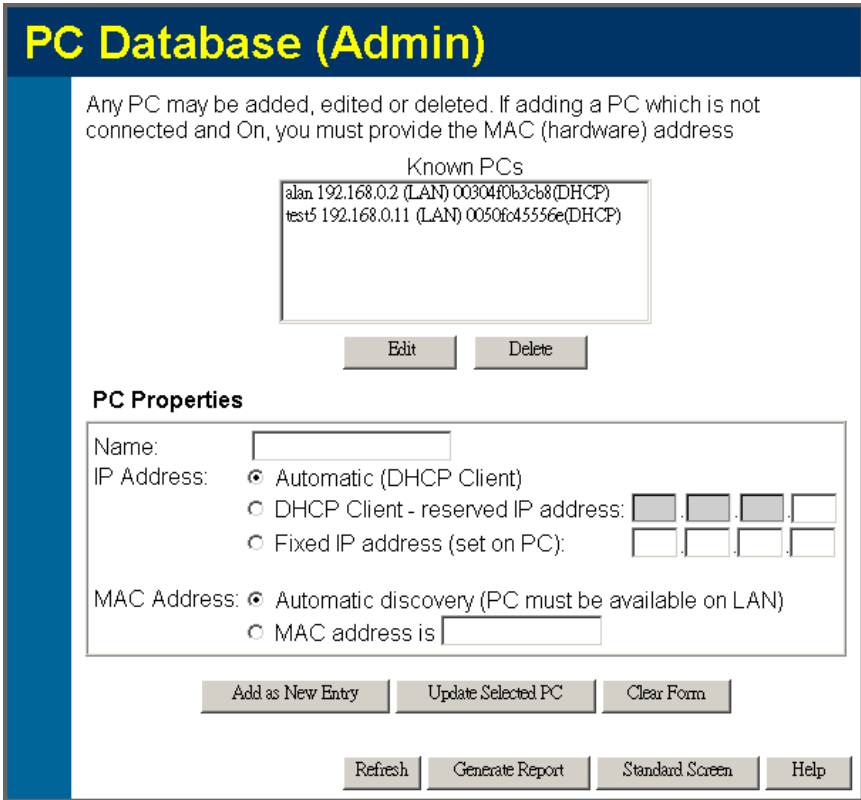 PC Database (Admin)
Any PC may be added, edited or deleted. If adding a PC which is not
connected and On, you must provide the MAC (hardware) address
Known PCs
alan 192.168.0.2 (LAN) 00304f0b3cb8(DHCP)
test5 192.168.0.11 (LAN) 0050fc45556e(DHCP)
Edit Delete
PC Properties
Name:
IP Address: Automatic (DHCP Client)
DHCP Client - reserved IP address: . . .
Fixed IP address (set on PC): . . .
MAC Address: Automatic discovery (PC must be available on LAN)
MAC address is
Add as New Entry Update Selected PC Clear Form
Refresh Generate Report Standard Screen Help